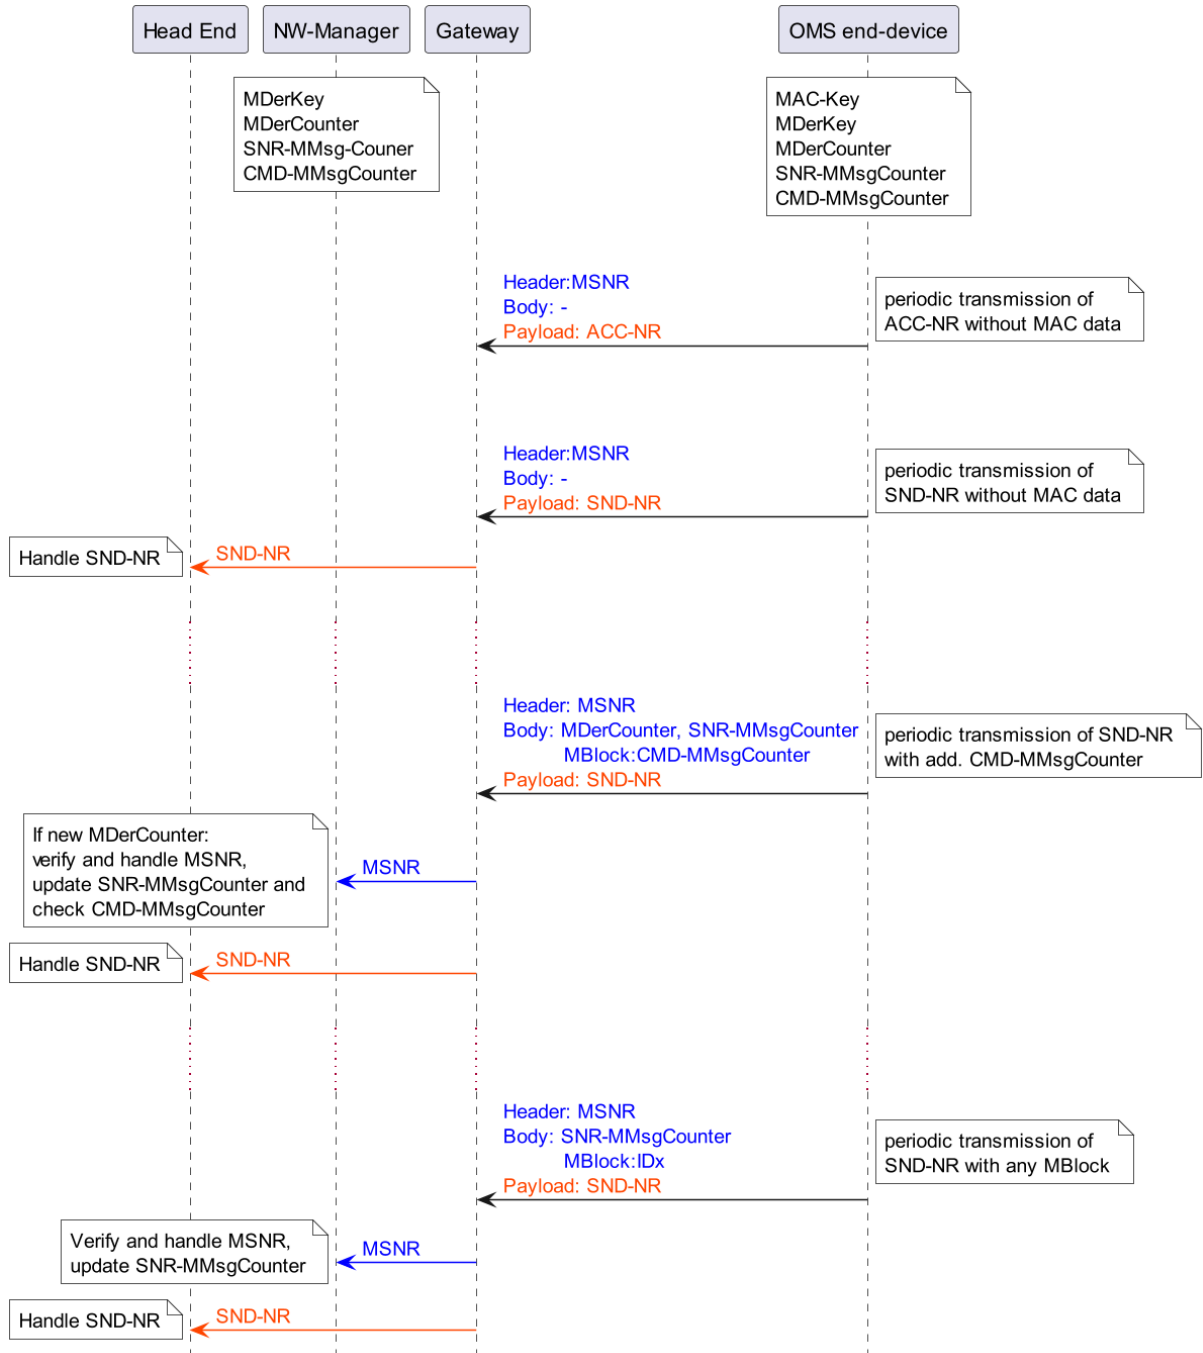 Head End
NW-Manager
Gateway
OMS end-device
MDerKey
MDerCounter
SNR-MMsg-Couner
CMD-MMsgCounter
MAC-Key
MDerKey
MDerCounter
SNR-MMsgCounter
CMD-MMsgCounter
Header:MSNR
Body: -
Payload: ACC-NR
periodic transmission of
ACC-NR without MAC data
Header:MSNR
Body: -
Payload: SND-NR
periodic transmission of
SND-NR without MAC data
Handle SND-NR
SND-NR
Header: MSNR
Body: MDerCounter, SNR-MMsgCounter
MBlock:CMD-MMsgCounter
Payload: SND-NR
periodic transmission of SND-NR
with add. CMD-MMsgCounter
If new MDerCounter:
verify and handle MSNR,
update SNR-MMsgCounter and
check CMD-MMsgCounter
MSNR
Handle SND-NR
SND-NR
Header: MSNR
Body: SNR-MMsgCounter
MBlock:IDx
Payload: SND-NR
periodic transmission of
SND-NR with any MBlock
Verify and handle MSNR,
update SNR-MMsgCounter
MSNR
Handle SND-NR
SND-NR